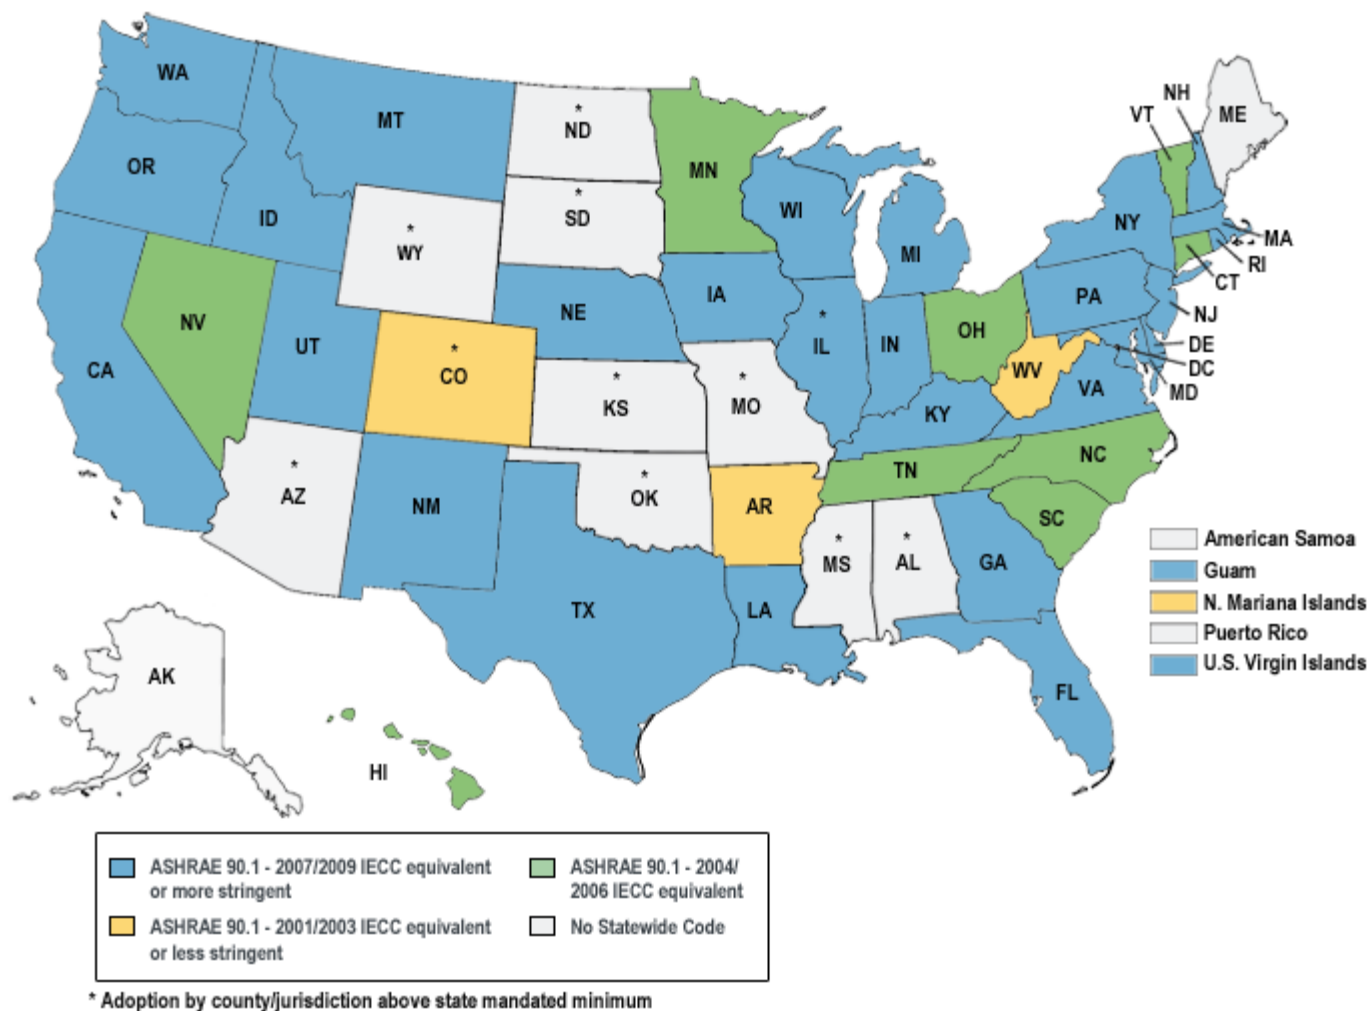 WA
MT
*
ND
MN
NH
VT
ME
OR
ID
*
WY
*
SD
WI
MI
NY
MA
RI
CT
NV
UT
NE
IA
*
IL
IN
OH
PA
NJ
DE
DC
MD
CA
*
CO
*
KS
*
MO
KY
WV
VA
*
AZ
NM
*
OK
AR
TN
NC
SC
TX
LA
*
MS
*
AL
GA
FL
American Samoa
Guam
N. Mariana Islands
Puerto Rico
U.S. Virgin Islands
AK
HI
ASHRAE 90.1 - 2007/2009 IECC equivalent
or more stringent
ASHRAE 90.1 - 2004/
2006 IECC equivalent
ASHRAE 90.1 - 2001/2003 IECC equivalent
or less stringent
No Statewide Code
* Adoption by county/jurisdiction above state mandated minimum